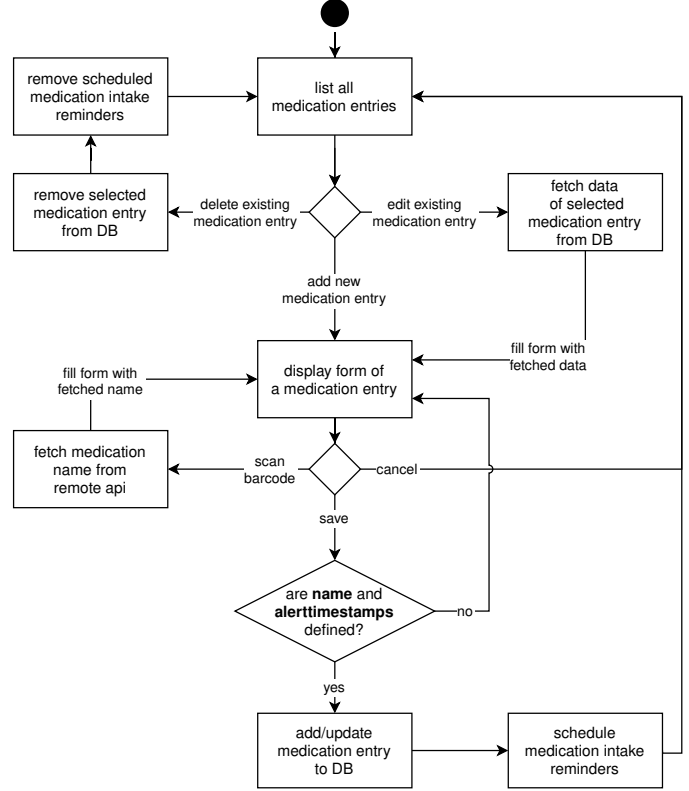 remove scheduled
medication intake
reminders
list all
medication entries
remove selected
medication entry
from DB
delete existing
medication entry
edit existing
medication entry
fetch data
of selected
medication entry
from DB
add new
medication entry
fill form with
fetched name
display form of
a medication entry
fill form with
fetched data
fetch medication
name from
remote api
scan
barcode
cancel
save
are name and
alerttimestamps
defined?
no
yes
add/update
medication entry
to DB
schedule
medication intake
reminders